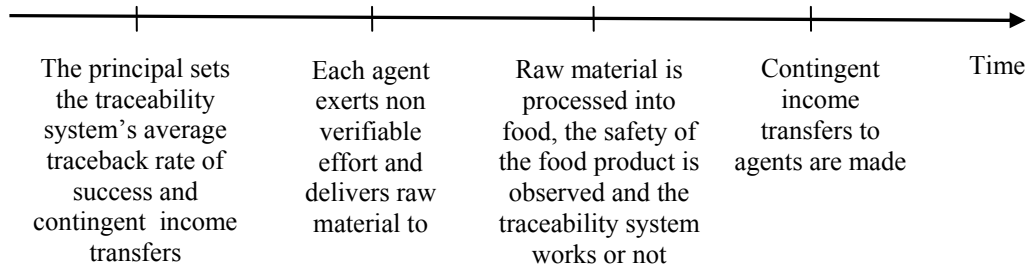 The principal sets
the traceability
system's average
traceback rate of
success and
contingent income
transfers
Each agent
exerts non
verifiable
effort and
delivers raw
material to
Raw material is
processed into
food, the safety of
the food product is
observed and the
traceability system
works or not
Contingent
income
transfers to
agents are made
Time